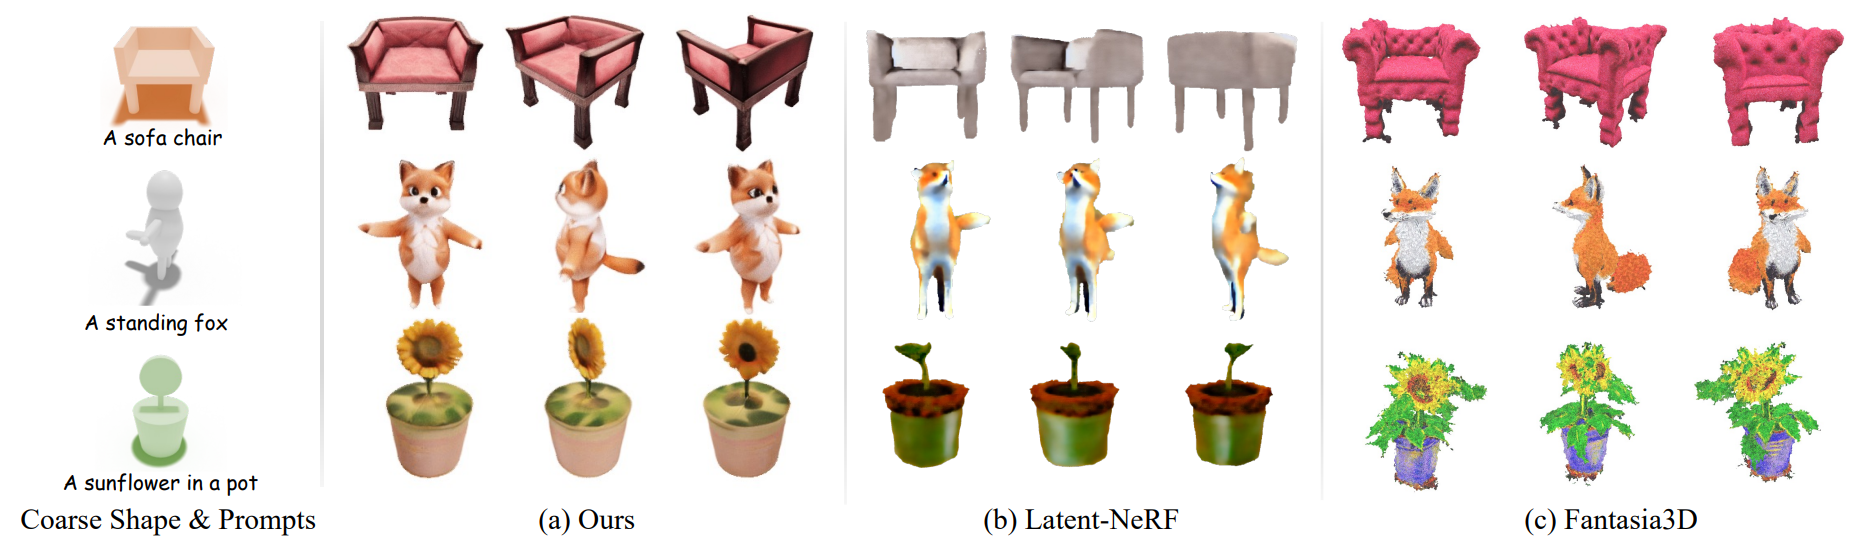 A sofa chair
A standing fox
A sunflower in a pot
Coarse Shape & Prompts
(a) Ours
(b) Latent-NeRF
(c) Fantasia3D